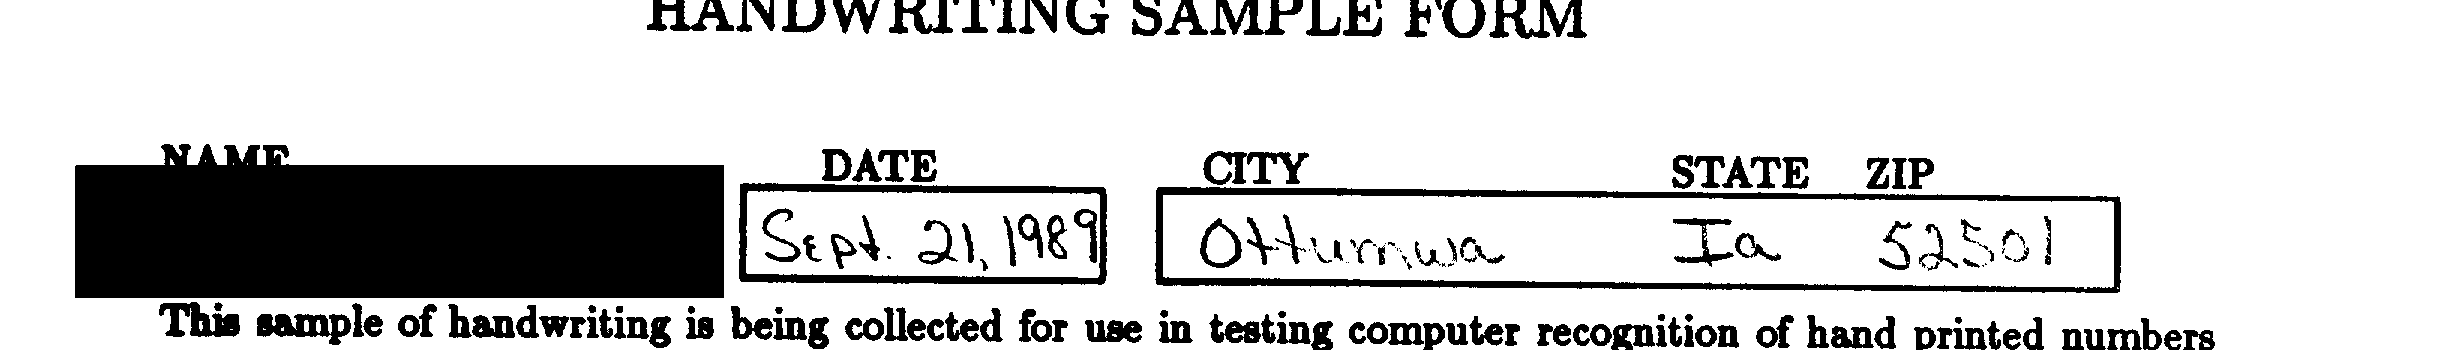 HANDWRITING SAMPLE FORM
NAME DATE CITY STATE ZIP
Sept. 21, 1989 Ottumwa Ia 52501
This sample of handwriting is being collected for use in testing computer recognition of hand printed numbers